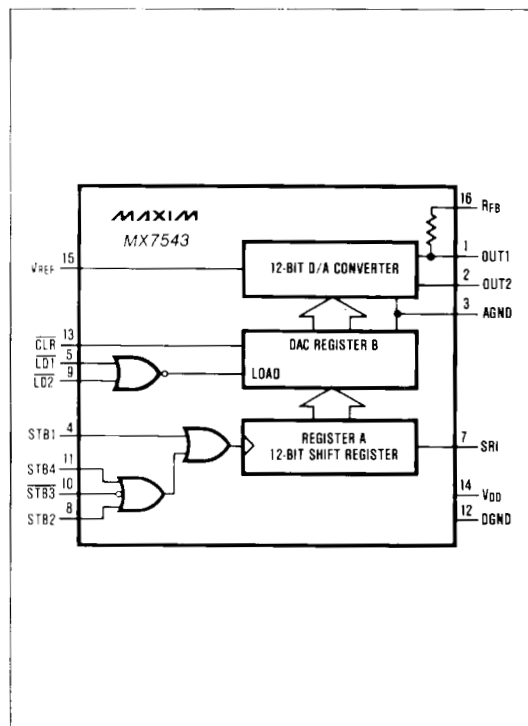 MAXIM
MX7543
16 RFB
1 OUT1
15 VREF
12-BIT D/A CONVERTER
2 OUT2
3 AGND
13 CLR
DAC REGISTER B
5 LD1
9 LD2
LOAD
4 STB1
REGISTER A
12-BIT SHIFT REGISTER
7 SRI
11 STB4
10 STB3
8 STB2
14 VDD
12 DGND